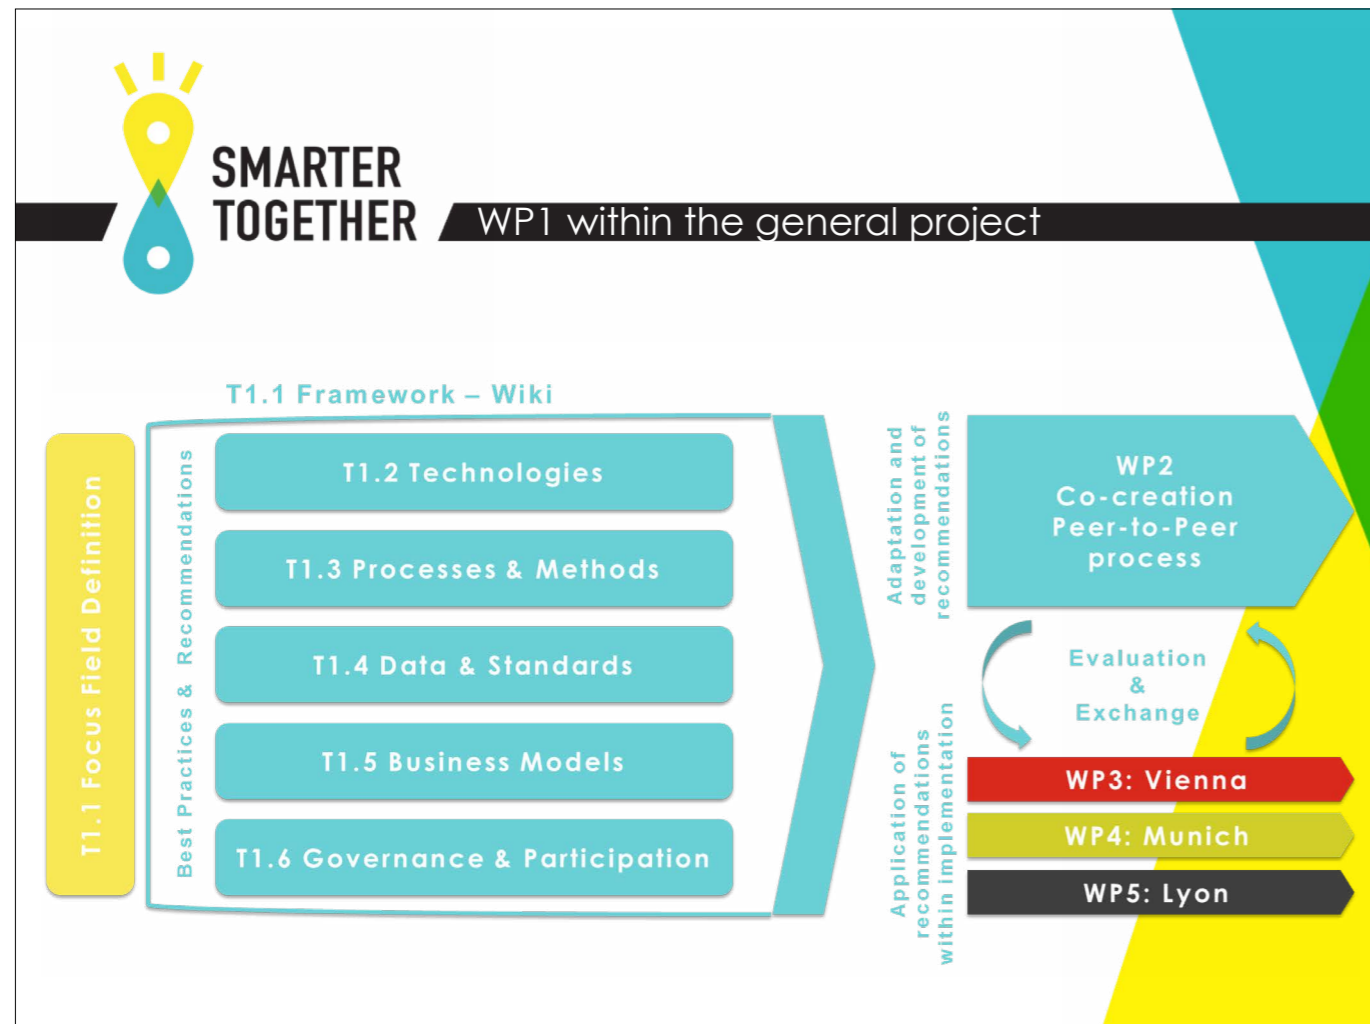 SMARTER
TOGETHER
WP1 within the general project
T1.1 Framework – Wiki
T1.1 Focus Field Definition
Best Practices & Recommendations
T1.2 Technologies
T1.3 Processes & Methods
T1.4 Data & Standards
T1.5 Business Models
T1.6 Governance & Participation
Adaptation and
development of
recommendations
WP2
Co-creation
Peer-to-Peer
process
Evaluation
&
Exchange
Application of
recommendations
within implementation
WP3: Vienna
WP4: Munich
WP5: Lyon